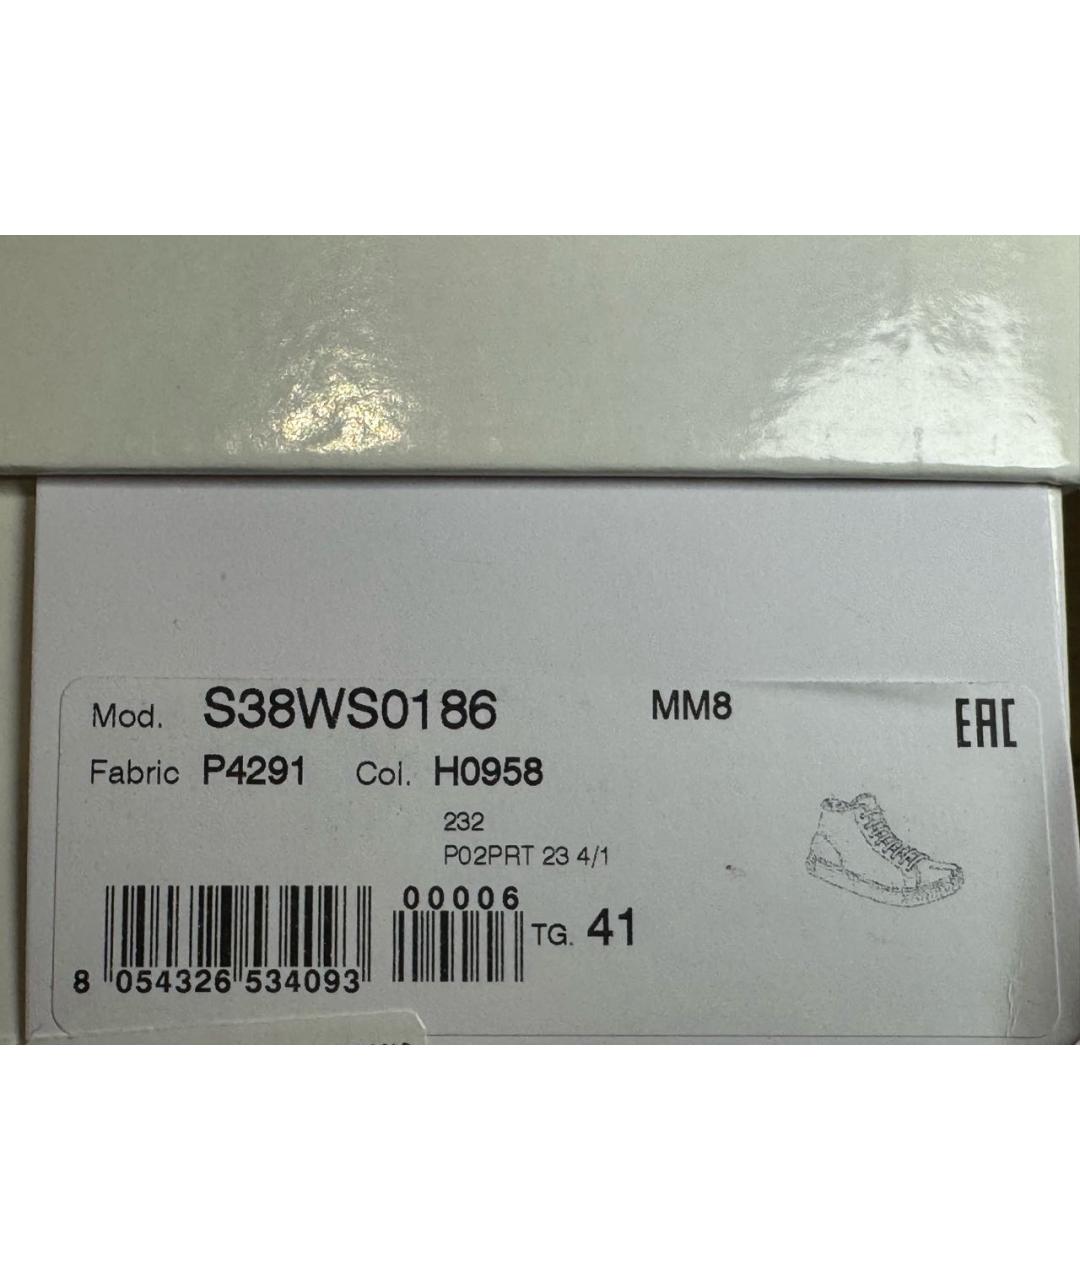 Mod. S38WS0186 MM8 EAC
Fabric P4291 Col. H0958
232
P02PRT 23 4/1
00006
TG. 41
8 054326 534093